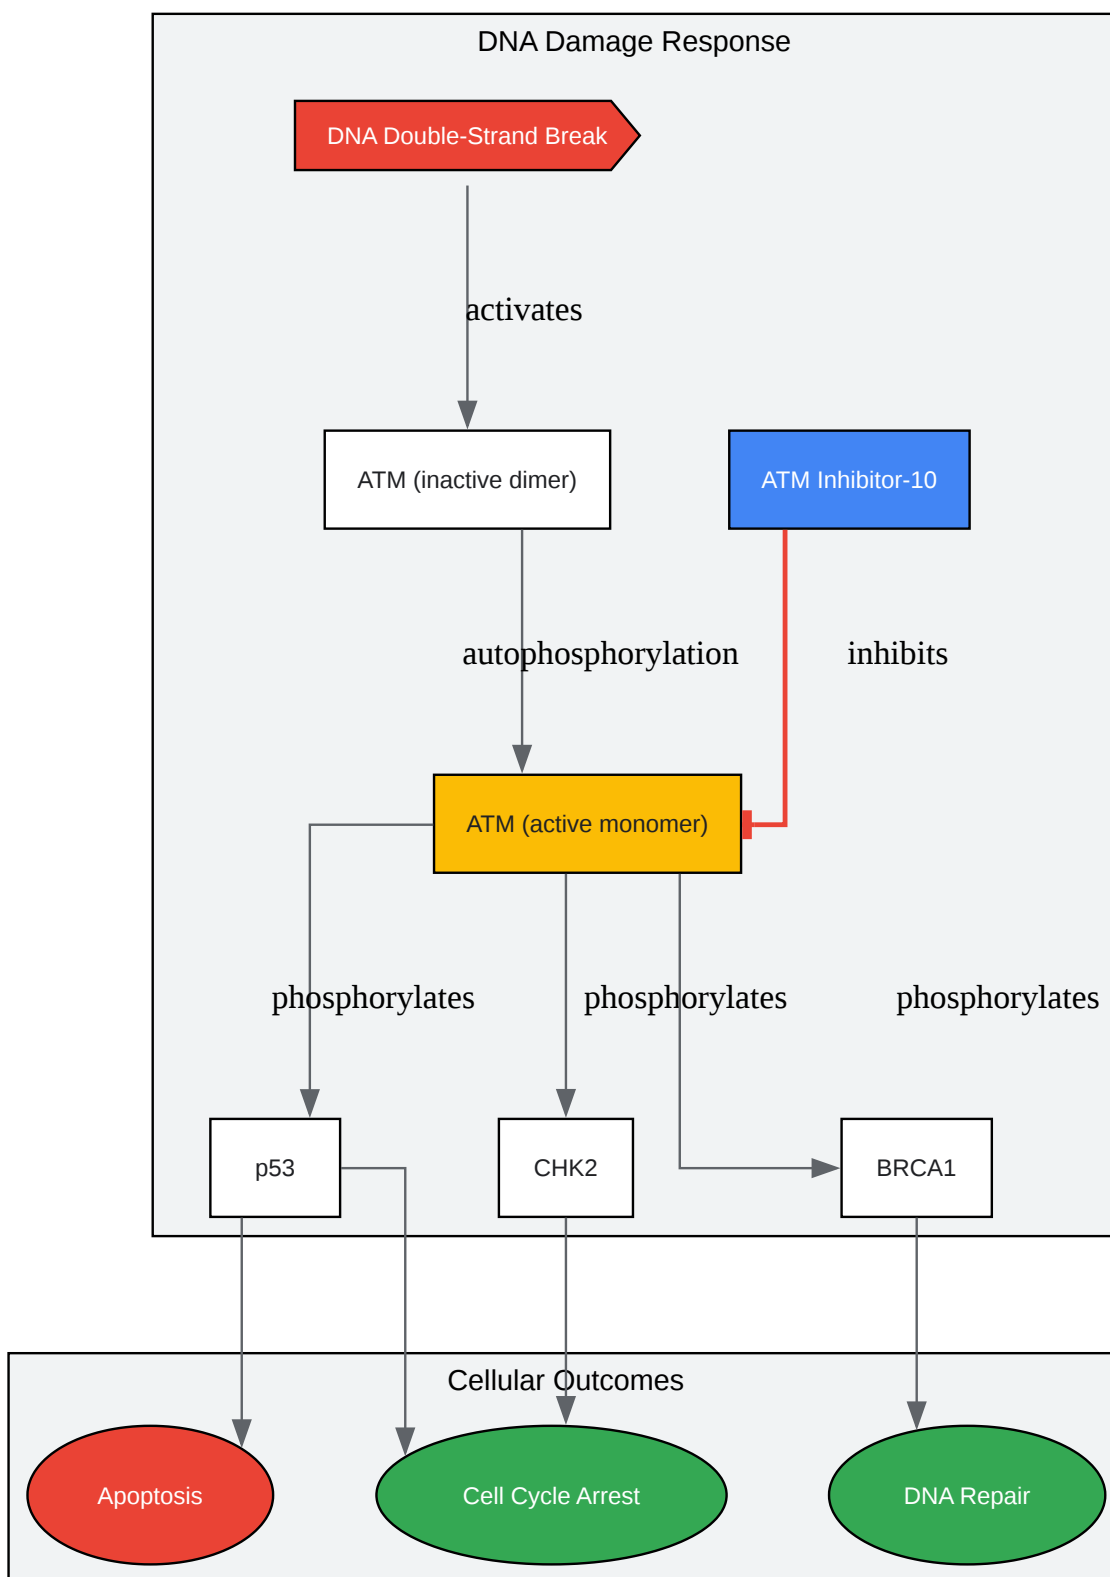 DNA Damage Response
DNA Double-Strand Break
activates
ATM (inactive dimer)
ATM Inhibitor-10
autophosphorylation
inhibits
ATM (active monomer)
phosphorylates
phosphorylates
phosphorylates
p53
CHK2
BRCA1
Cellular Outcomes
Apoptosis
Cell Cycle Arrest
DNA Repair